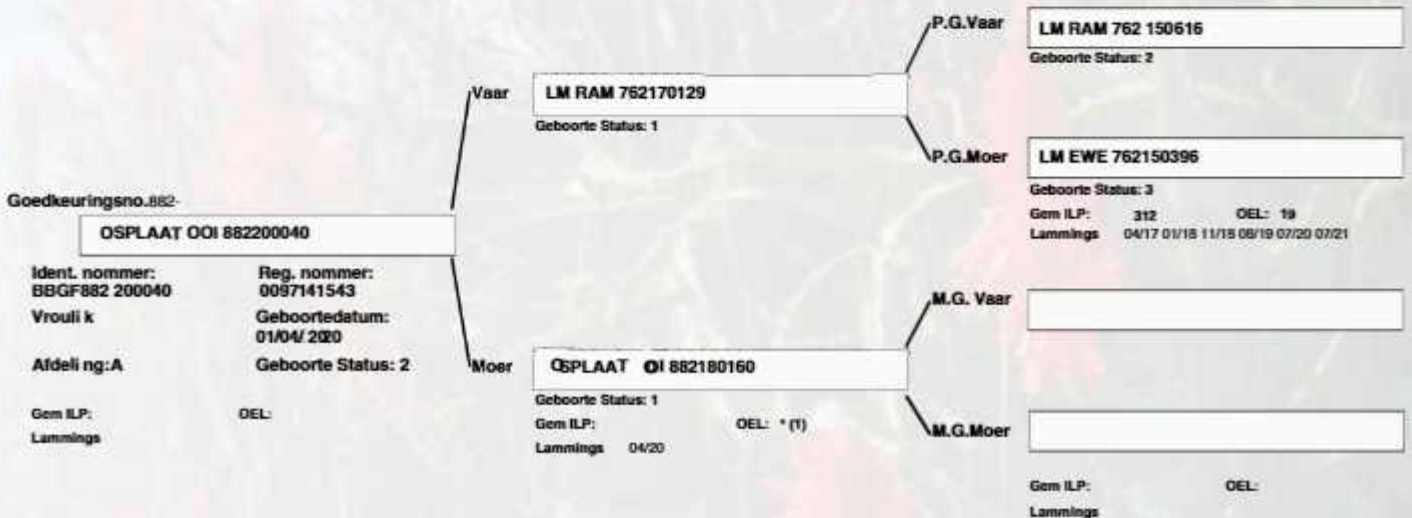 Goedkeuringsno.882-
OSPLAAT OOI 882200040
Ident. nommer:
BBGF882 200040
Reg. nommer:
0097141543
Vrouli k
Geboortedatum:
01/04/ 2020
Afdeli ng:A
Geboorte Status: 2
Gem ILP: OEL:
Lammings
Vaar
LM RAM 762170129
Geboorte Status: 1
Moer
OSPLAAT OI 882180160
Geboorte Status: 1
Gem ILP: OEL: * (1)
Lammings 04/20
P.G.Vaar
LM RAM 762 150616
Geboorte Status: 2
P.G.Moer
LM EWE 762150396
Geboorte Status: 3
Gem ILP: 312 OEL: 19
Lammings 04/17 01/18 11/18 08/19 07/20 07/21
M.G. Vaar
M.G.Moer
Gem ILP: OEL:
Lammings